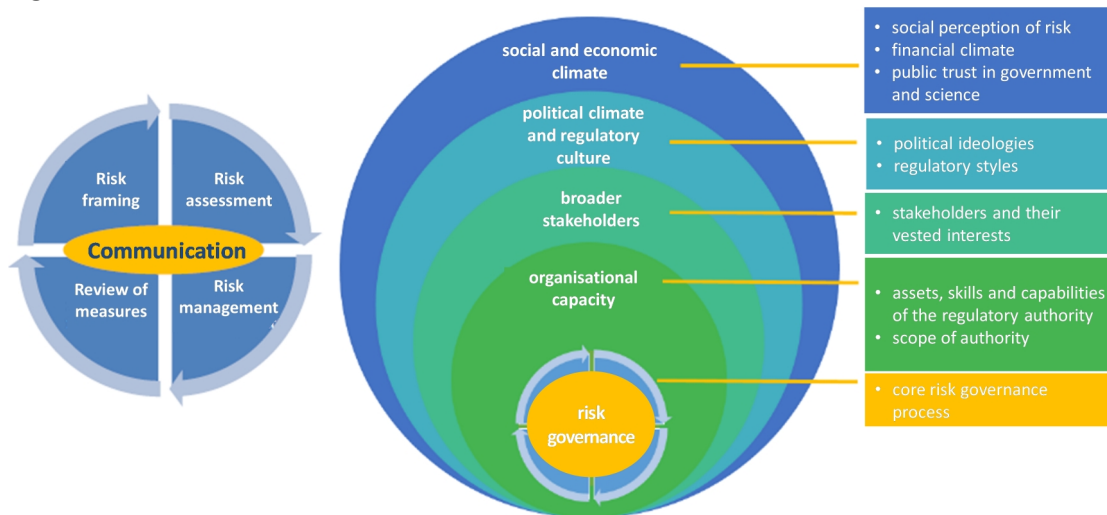 Risk
framing
Risk
assessment
Communication
Review of
measures
Risk
management
social and economic
climate
political climate
and regulatory
culture
broader
stakeholders
organisational
capacity
risk
governance
• social perception of risk
• financial climate
• public trust in government
and science
• political ideologies
• regulatory styles
• stakeholders and their
vested interests
• assets, skills and capabilities
of the regulatory authority
• scope of authority
• core risk governance
process